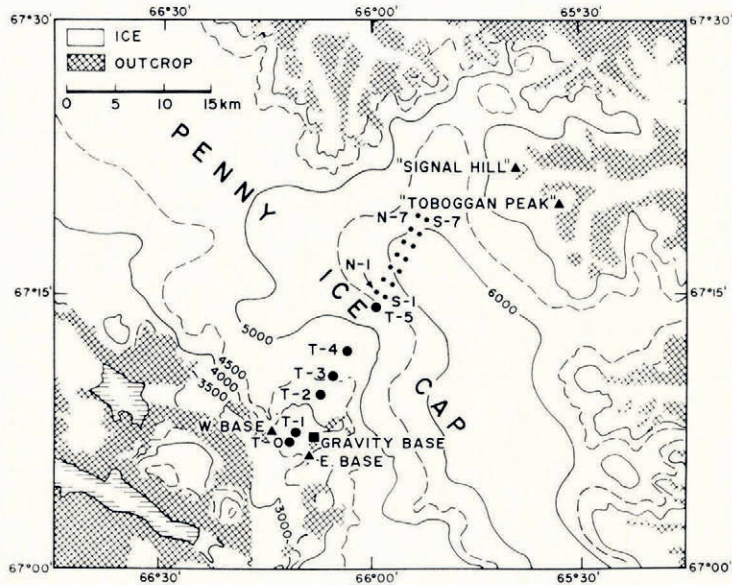 66°30'
66°00'
65°30'
67°30'
ICE
OUTCROP
0 5 10 15 km
PENNY
"SIGNAL HILL"
"TOBOGGAN PEAK"
N-7
S-7
N-1
ICE
67°15'
67°15'
S-1
T-5
6000
5000
T-4
4500
4000
3500
T-3
T-2
CAP
W. BASE
T-1
T-0
GRAVITY BASE
E. BASE
3000
67°00'
67°00'
66°30'
66°00'
65°30'